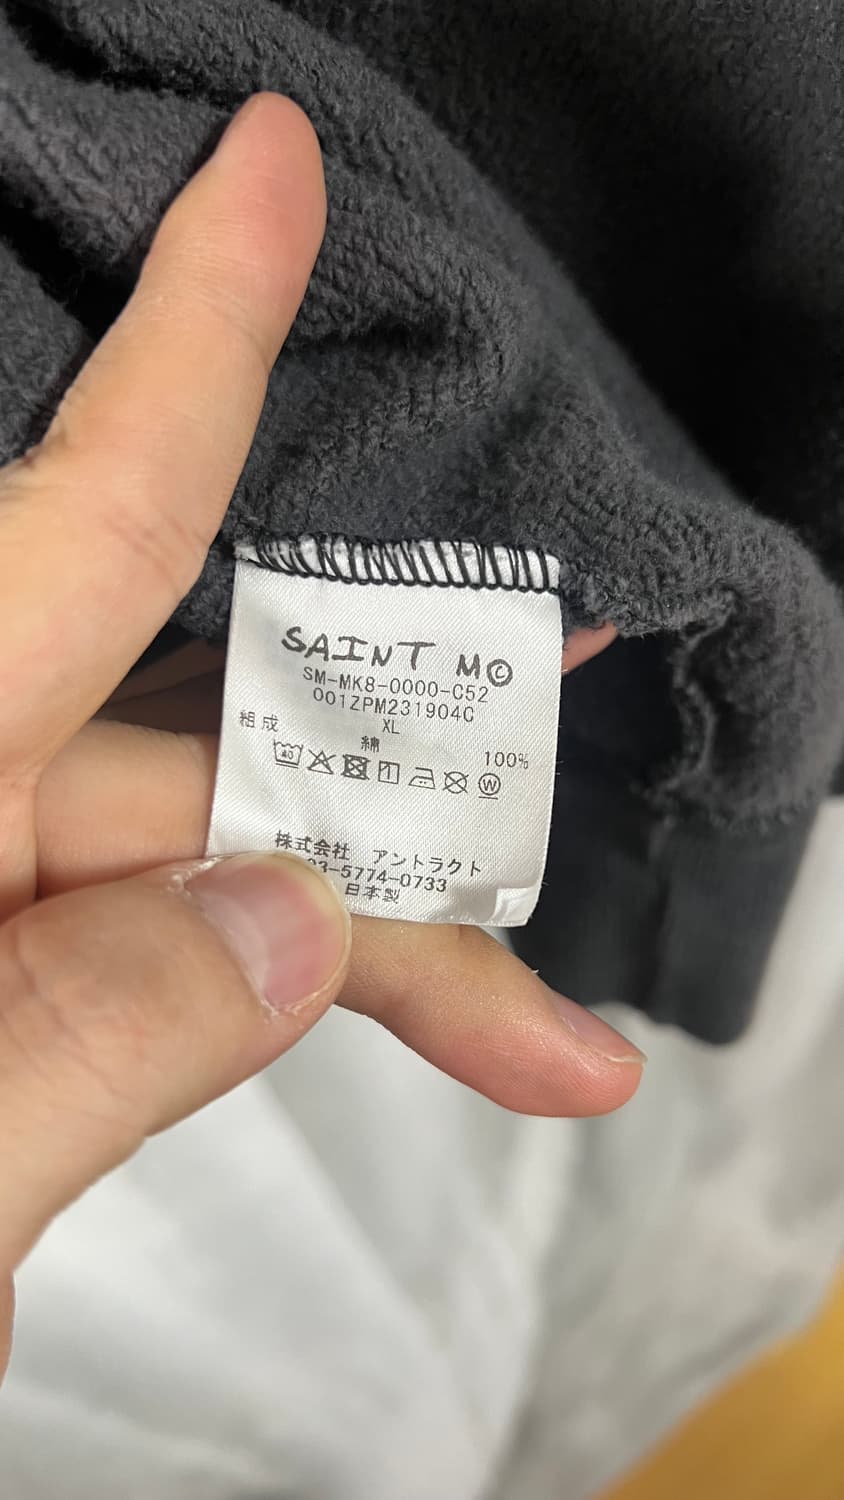 SAINT M©
SM-MK8-0000-C52
001ZPM231904C
XL
組成
綿 100%
40
W
株式会社 アントラクト
03-5774-0733
日本製